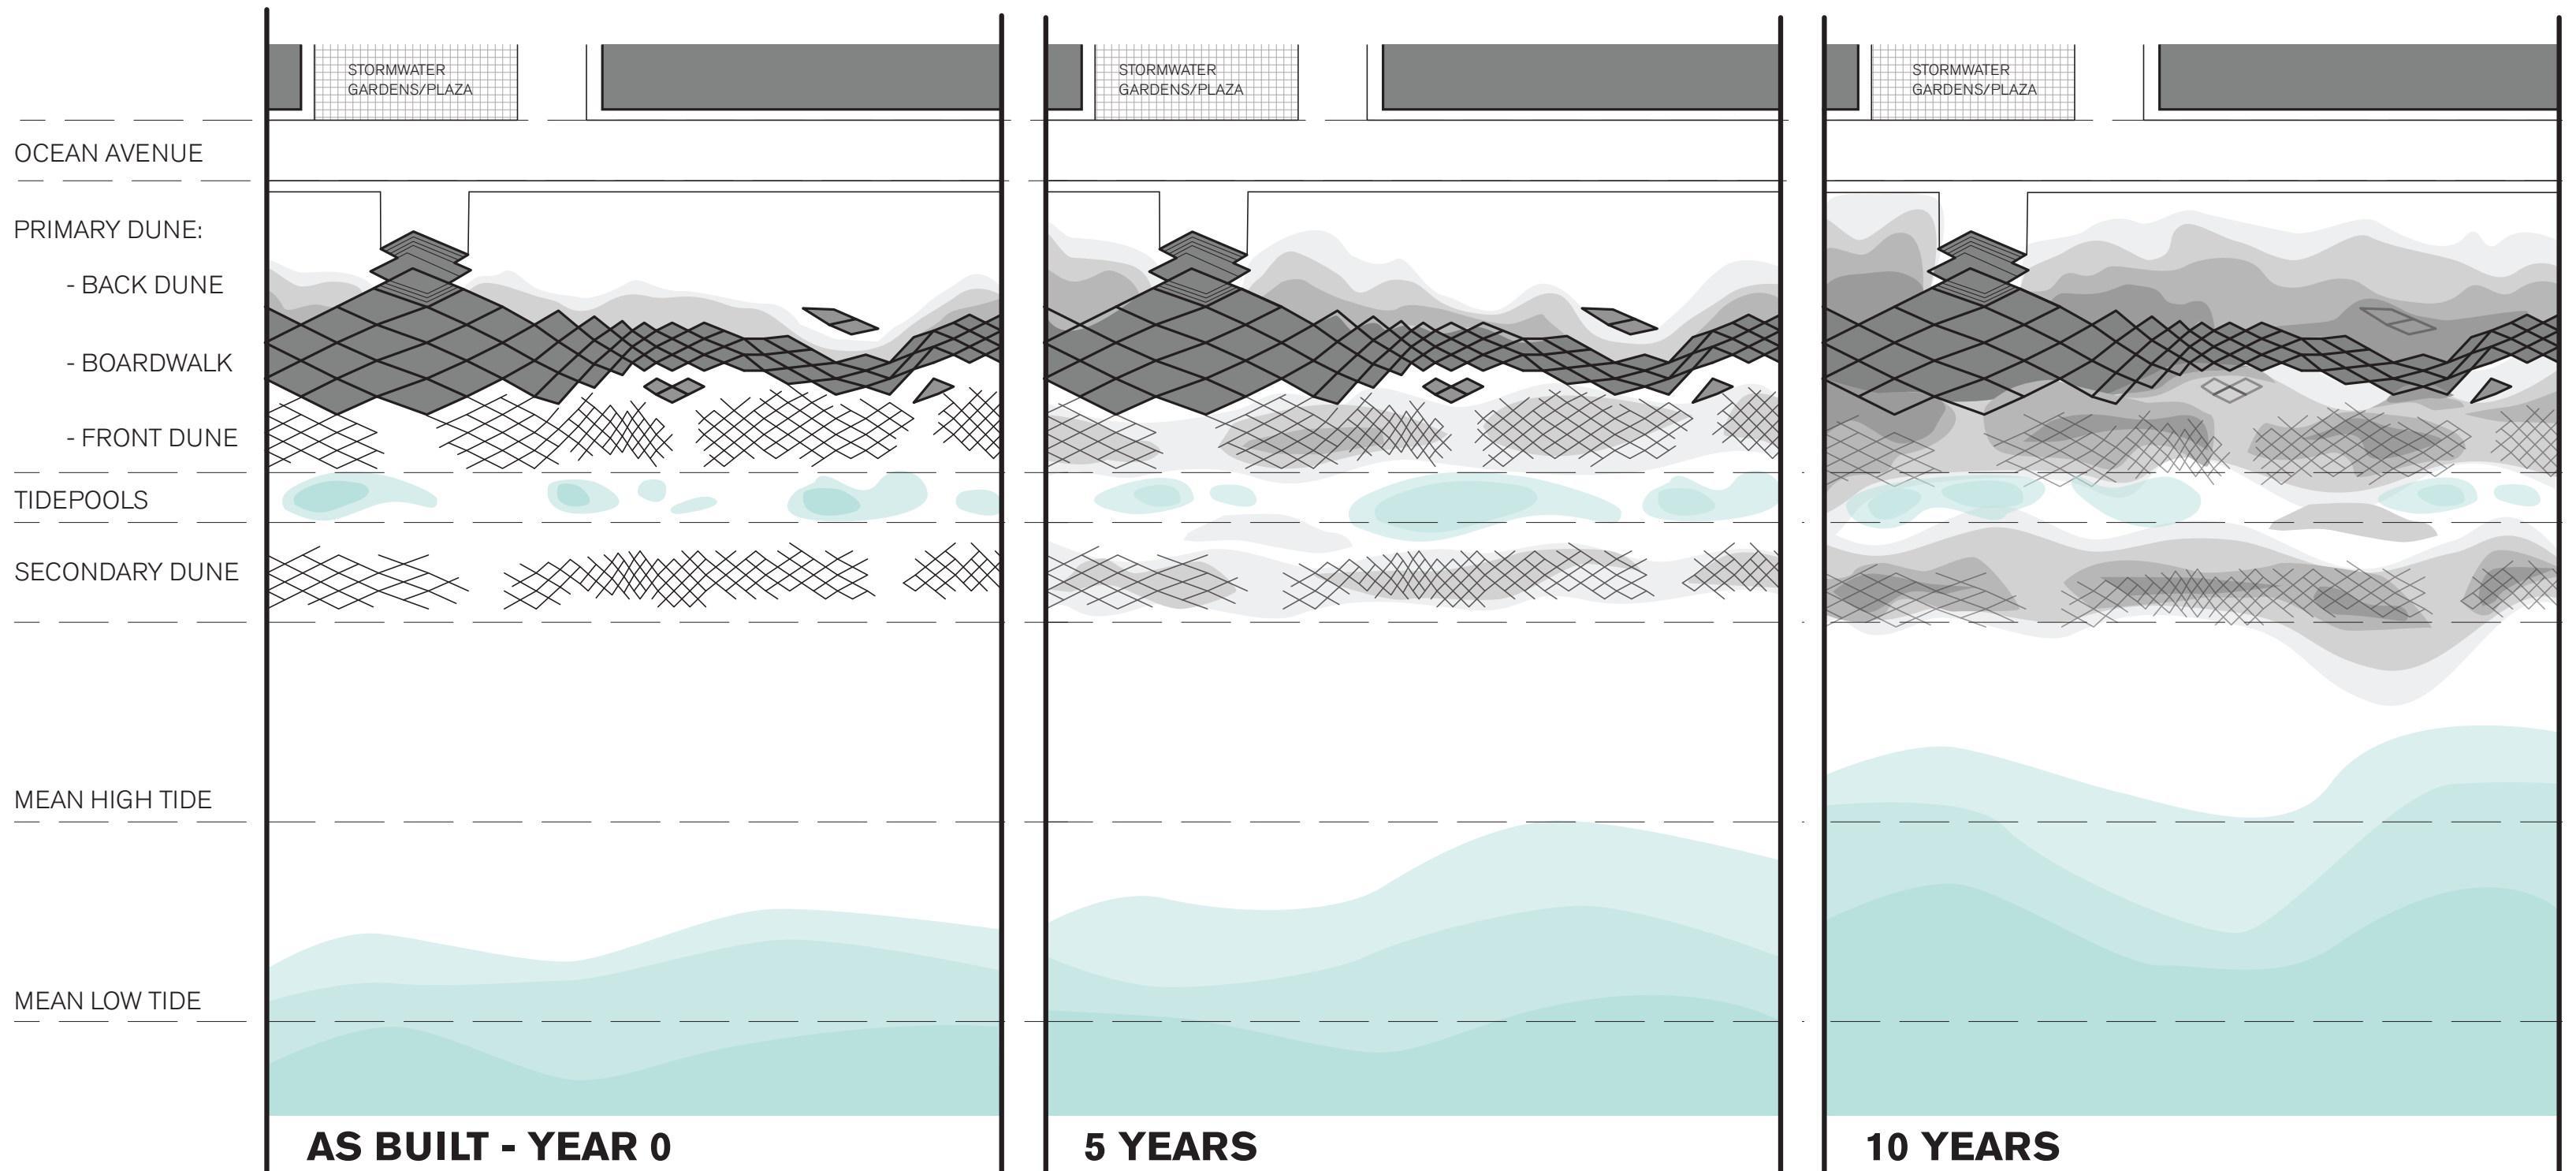 STORMWATER
GARDENS/PLAZA
STORMWATER
GARDENS/PLAZA
STORMWATER
GARDENS/PLAZA
OCEAN AVENUE
PRIMARY DUNE:
- BACK DUNE
- BOARDWALK
- FRONT DUNE
TIDEPOOLS
SECONDARY DUNE
MEAN HIGH TIDE
MEAN LOW TIDE
AS BUILT - YEAR 0
5 YEARS
10 YEARS